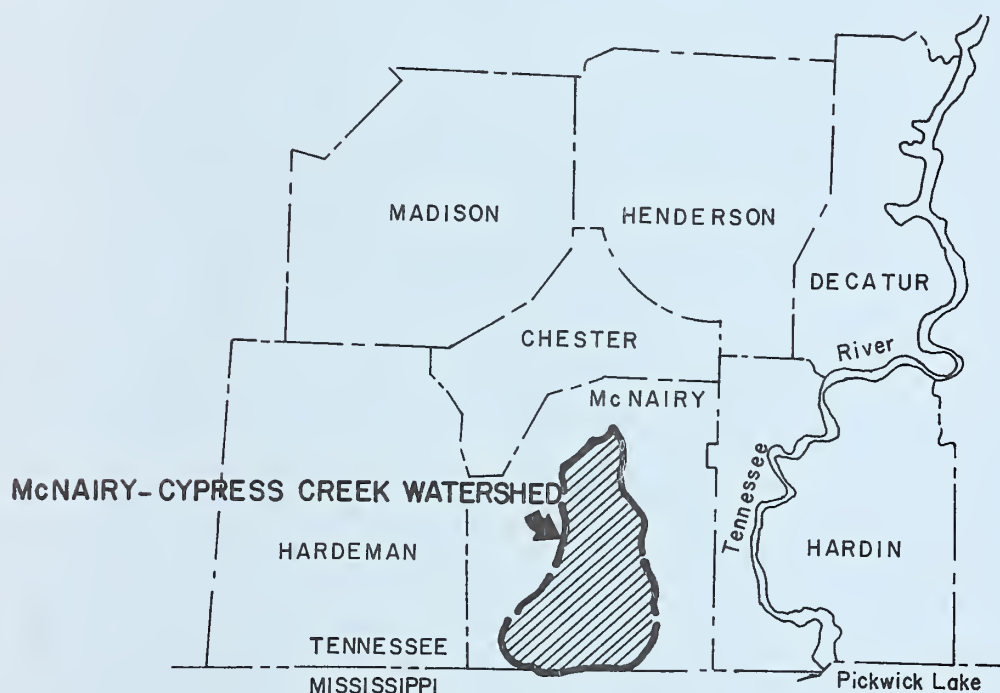 MADISON
HENDERSON
DECATUR
CHESTER
River
McNAIRY
McNAIRY-CYPRESS CREEK WATERSHED
Tennessee
HARDEMAN
HARDIN
TENNESSEE
MISSISSIPPI
Pickwick Lake